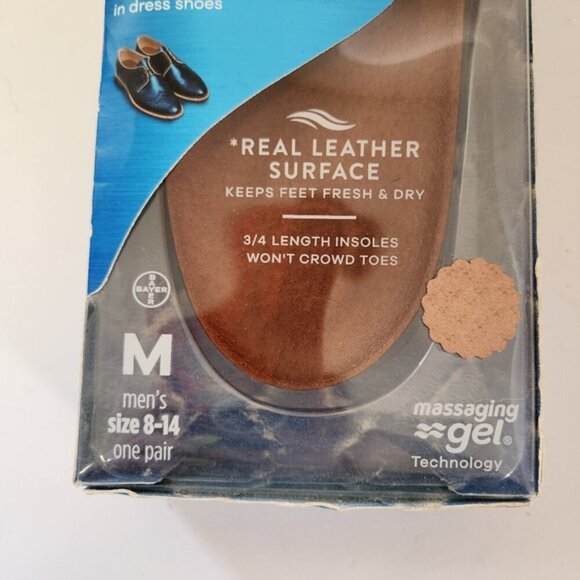 in dress shoes
*REAL LEATHER
SURFACE
KEEPS FEET FRESH & DRY
3/4 LENGTH INSOLES
WON'T CROWD TOES
BAYER
BAYER
M
men's
size 8-14
one pair
massaging
gel®
Technology